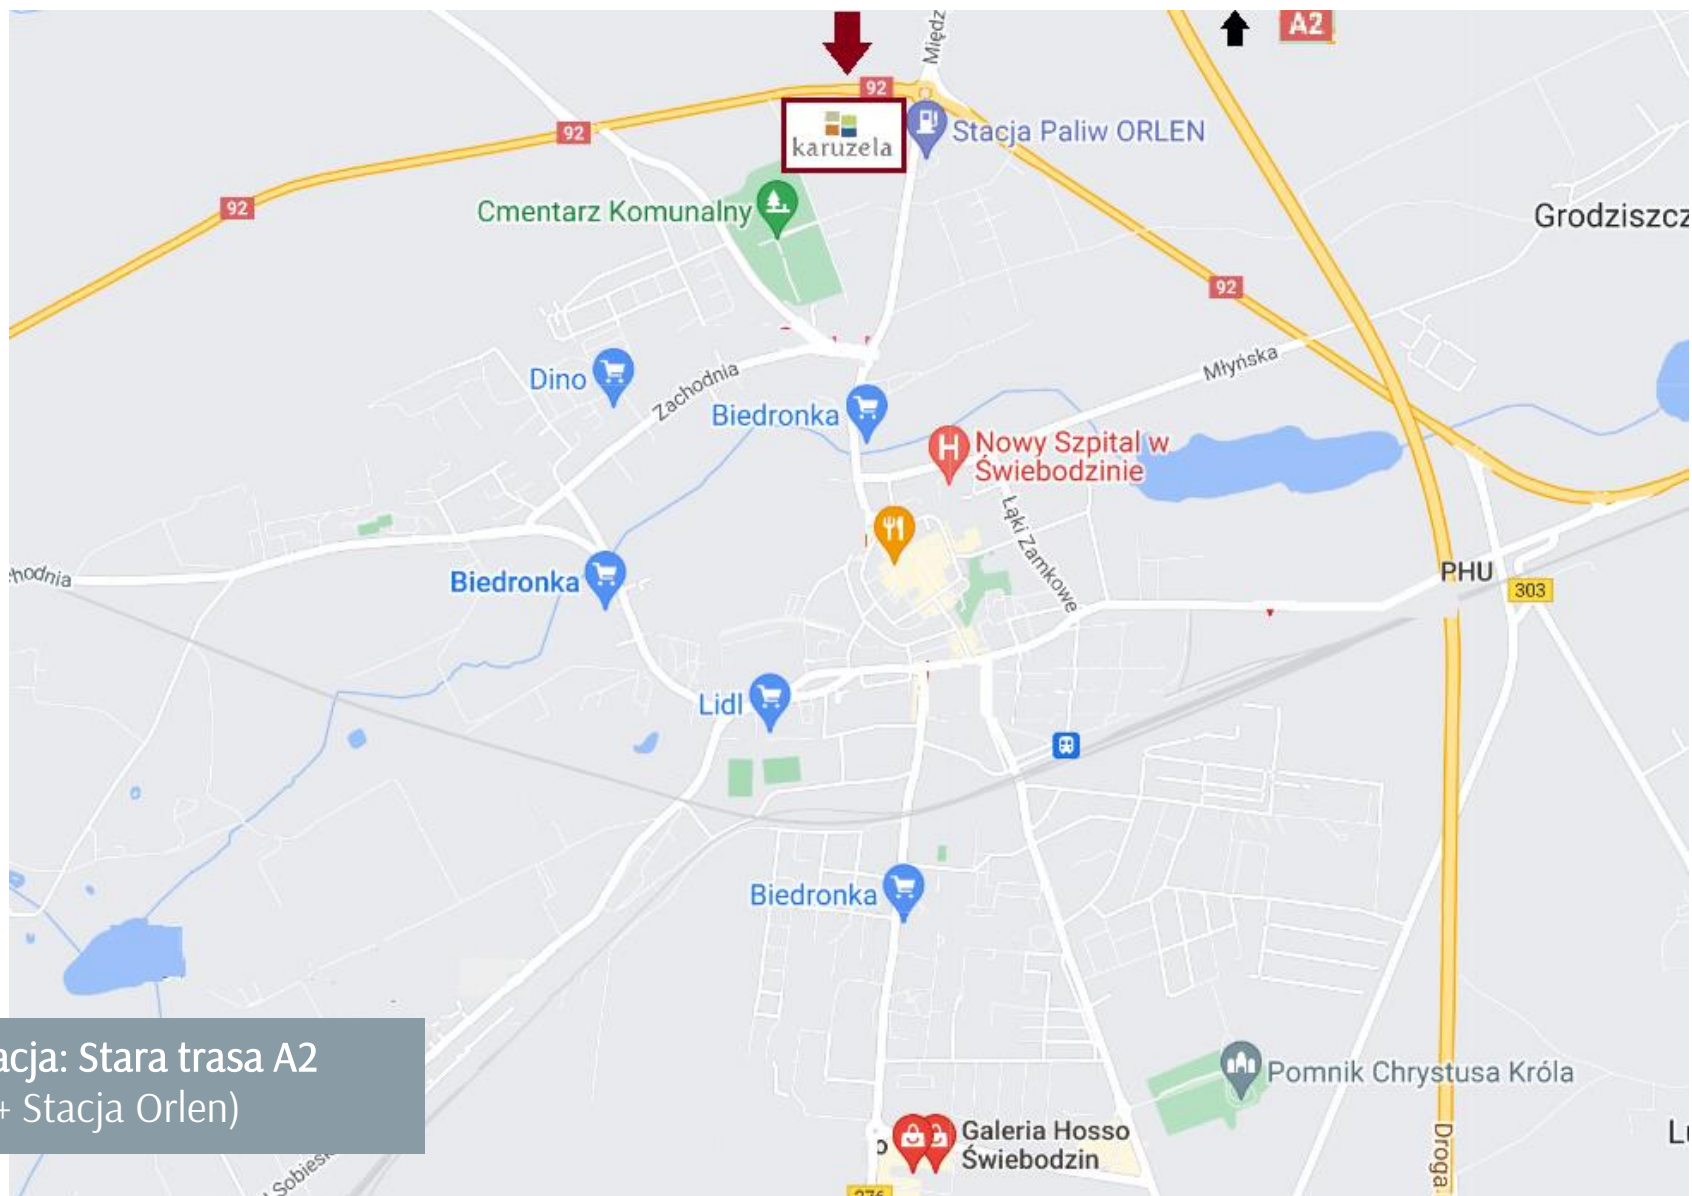 A2
Międz
92
karuzela
Stacja Paliw ORLEN
92
92
Cmentarz Komunalny
Grodziszcz
92
Młyńska
Dino
Zachodnia
Biedronka
Nowy Szpital w
Świebodzinie
Łąki Zamkowe
hodnia
Biedronka
PHU
303
Lidl
Biedronka
acja: Stara trasa A2
+ Stacja Orlen)
Pomnik Chrystusa Króla
Galeria Hosso
Świebodzin
o
Droga
Sobies
276